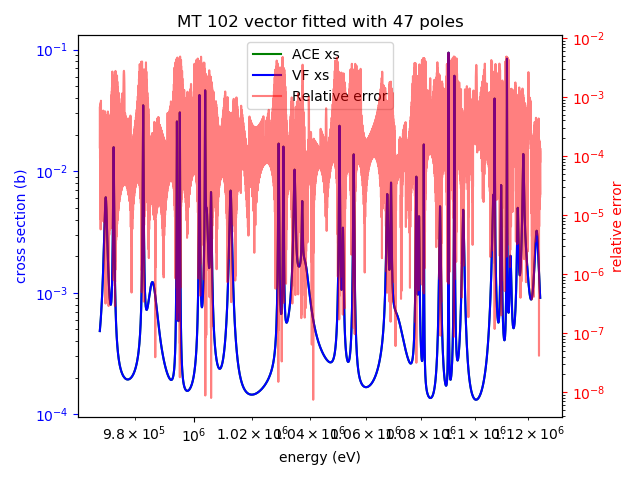 MT 102 vector fitted with 47 poles
ACE xs
VF xs
Relative error
10⁻¹
10⁻²
10⁻³
10⁻⁴
cross section (b)
10⁻²
10⁻³
10⁻⁴
10⁻⁵
10⁻⁶
10⁻⁷
10⁻⁸
relative error
9.8 × 10⁵ 10⁶ 1.02 × 10⁶ 1.04 × 10⁶ 1.06 × 10⁶ 1.08 × 10⁶ 1.1 × 10⁶ 1.12 × 10⁶
energy (eV)